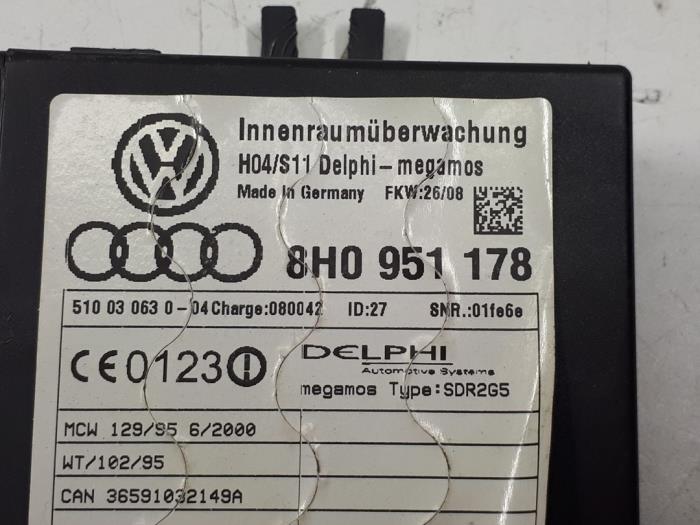 Innenraumüberwachung
H04/S11 Delphi-megamos
Made in Germany FKW:26/08
8H0 951 178
510 03 063 0-04 Charge:080042 ID:27 SNR.:01fe6e
CE0123
DELPHI
Automotive Systems
megamos Type:SDR2G5
MCW 129/95 6/2000
WT/102/95
CAN 36591032149A